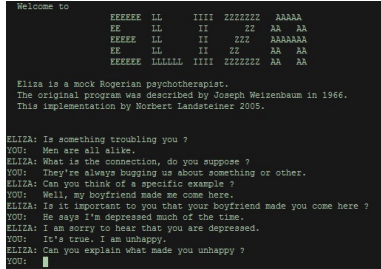 Welcome to
EEEEEE LL IIII ZZZZZZZ AAAAA
EE LL II ZZ AA AA
EEEEE LL II ZZZ AAAAAAA
EE LL II ZZ AA AA
EEEEEE LLLLLL IIII ZZZZZZZ AA AA
Eliza is a mock Rogerian psychotherapist.
The original program was described by Joseph Weizenbaum in 1966.
This implementation by Norbert Landsteiner 2005.
ELIZA: Is something troubling you ?
YOU: Men are all alike.
ELIZA: What is the connection, do you suppose ?
YOU: They're always bugging us about something or other.
ELIZA: Can you think of a specific example ?
YOU: Well, my boyfriend made me come here.
ELIZA: Is it important to you that your boyfriend made you come here ?
YOU: He says I'm depressed much of the time.
ELIZA: I am sorry to hear that you are depressed.
YOU: It's true. I am unhappy.
ELIZA: Can you explain what made you unhappy ?
YOU: